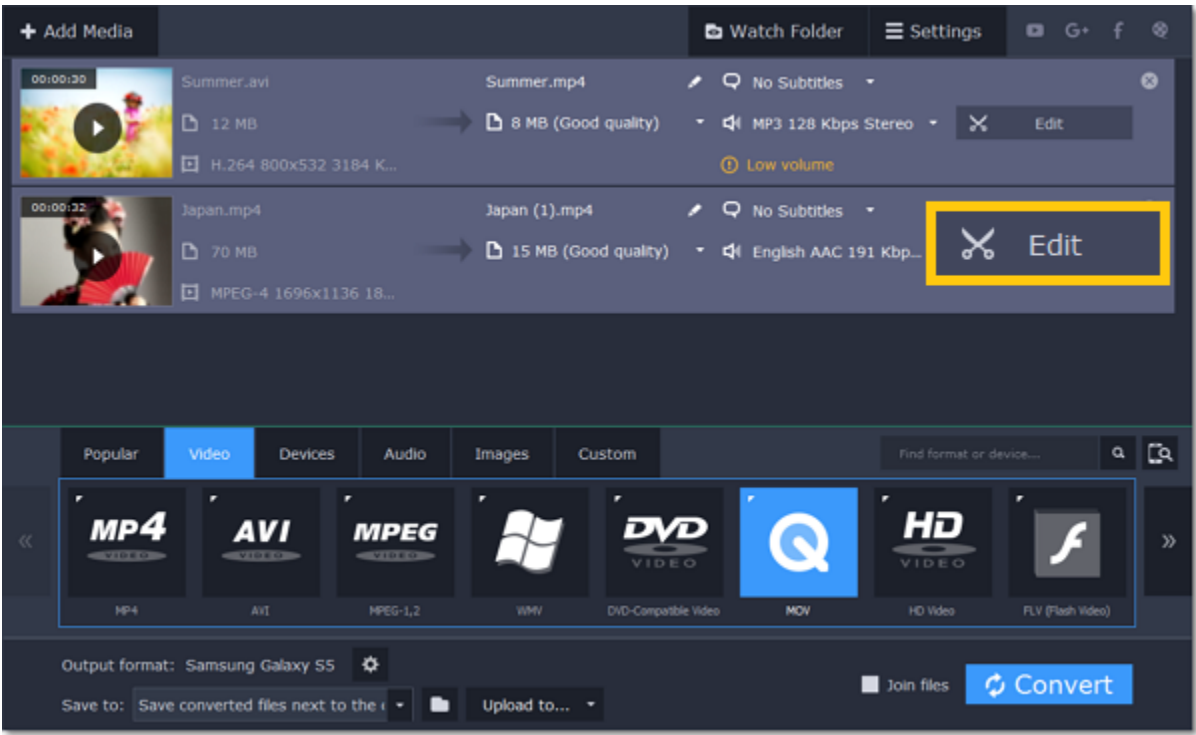 Add Media
Watch Folder
Settings
G+
f
00:00:30
Summer.avi
Summer.mp4
No Subtitles
12 MB
8 MB (Good quality)
MP3 128 Kbps Stereo
Edit
H.264 800x532 3184 K...
Low volume
00:00:32
Japan.mp4
Japan (1).mp4
No Subtitles
70 MB
15 MB (Good quality)
English AAC 191 Kbp...
Edit
MPEG-4 1696x1136 18...
Popular
Video
Devices
Audio
Images
Custom
Find format or device....
MP4 VIDEO
AVI VIDEO
MPEG VIDEO
DVD VIDEO
HD VIDEO
MP4
AVI
MPEG-1,2
WMV
DVD-Compatible Video
MOV
HD Video
FLV (Flash Video)
Output format: Samsung Galaxy S5
Join files
Convert
Save to: Save converted files next to the
Upload to...